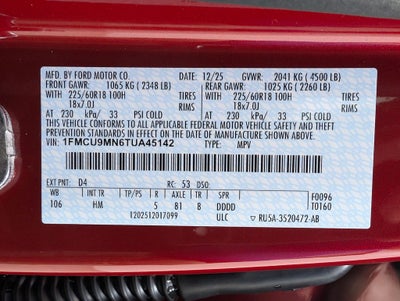 MFD. BY FORD MOTOR CO. 12/25 GVWR: 2041 KG (4500 LB)
FRONT GAWR: 1065 KG (2348 LB) REAR GAWR: 1025 KG (2260 LB)
WITH 225/60R18 100H TIRES WITH 225/60R18 100H TIRES
18x7.0J RIMS 18x7.0J RIMS
AT 230 kPa/ 33 PSI COLD AT 230 kPa/ 33 PSI COLD
THIS VEHICLE CONFORMS TO ALL APPLICABLE FEDERAL MOTOR VEHICLE SAFETY
AND THEFT PREVENTION STANDARDS IN EFFECT ON THE DATE OF MANUFACTURE SHOWN ABOVE.
VIN: 1FMCU9MN6TUA45142 TYPE: MPV
EXT PNT: D4 RC: 53 DSO:
WB INT TP/PS R AXLE TR SPR F0096
106 HM 5 81 8 DDDD T0160
1202512017099 ULC RU5A-3520472-AB